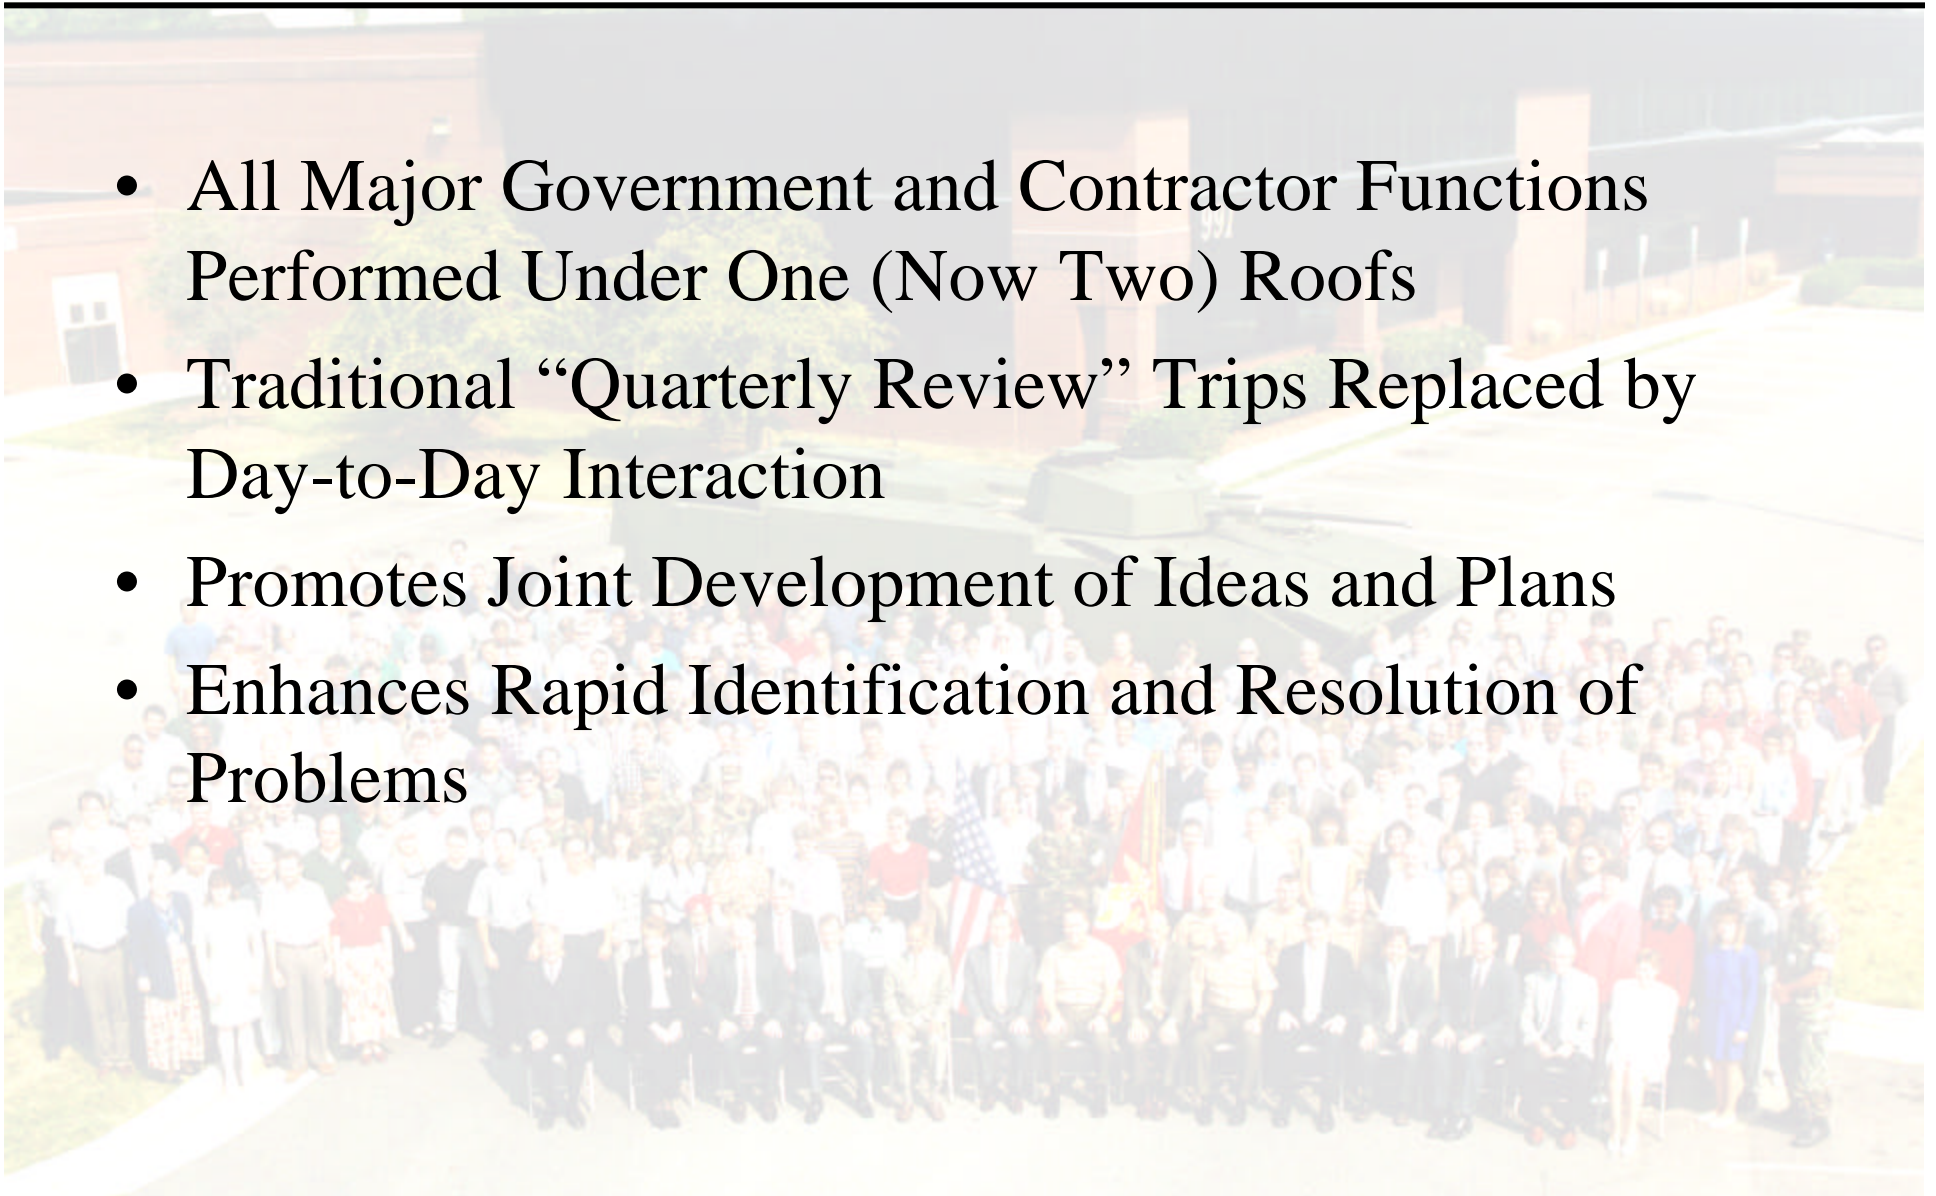 • All Major Government and Contractor Functions
Performed Under One (Now Two) Roofs
• Traditional “Quarterly Review” Trips Replaced by
Day-to-Day Interaction
• Promotes Joint Development of Ideas and Plans
• Enhances Rapid Identification and Resolution of
Problems
991